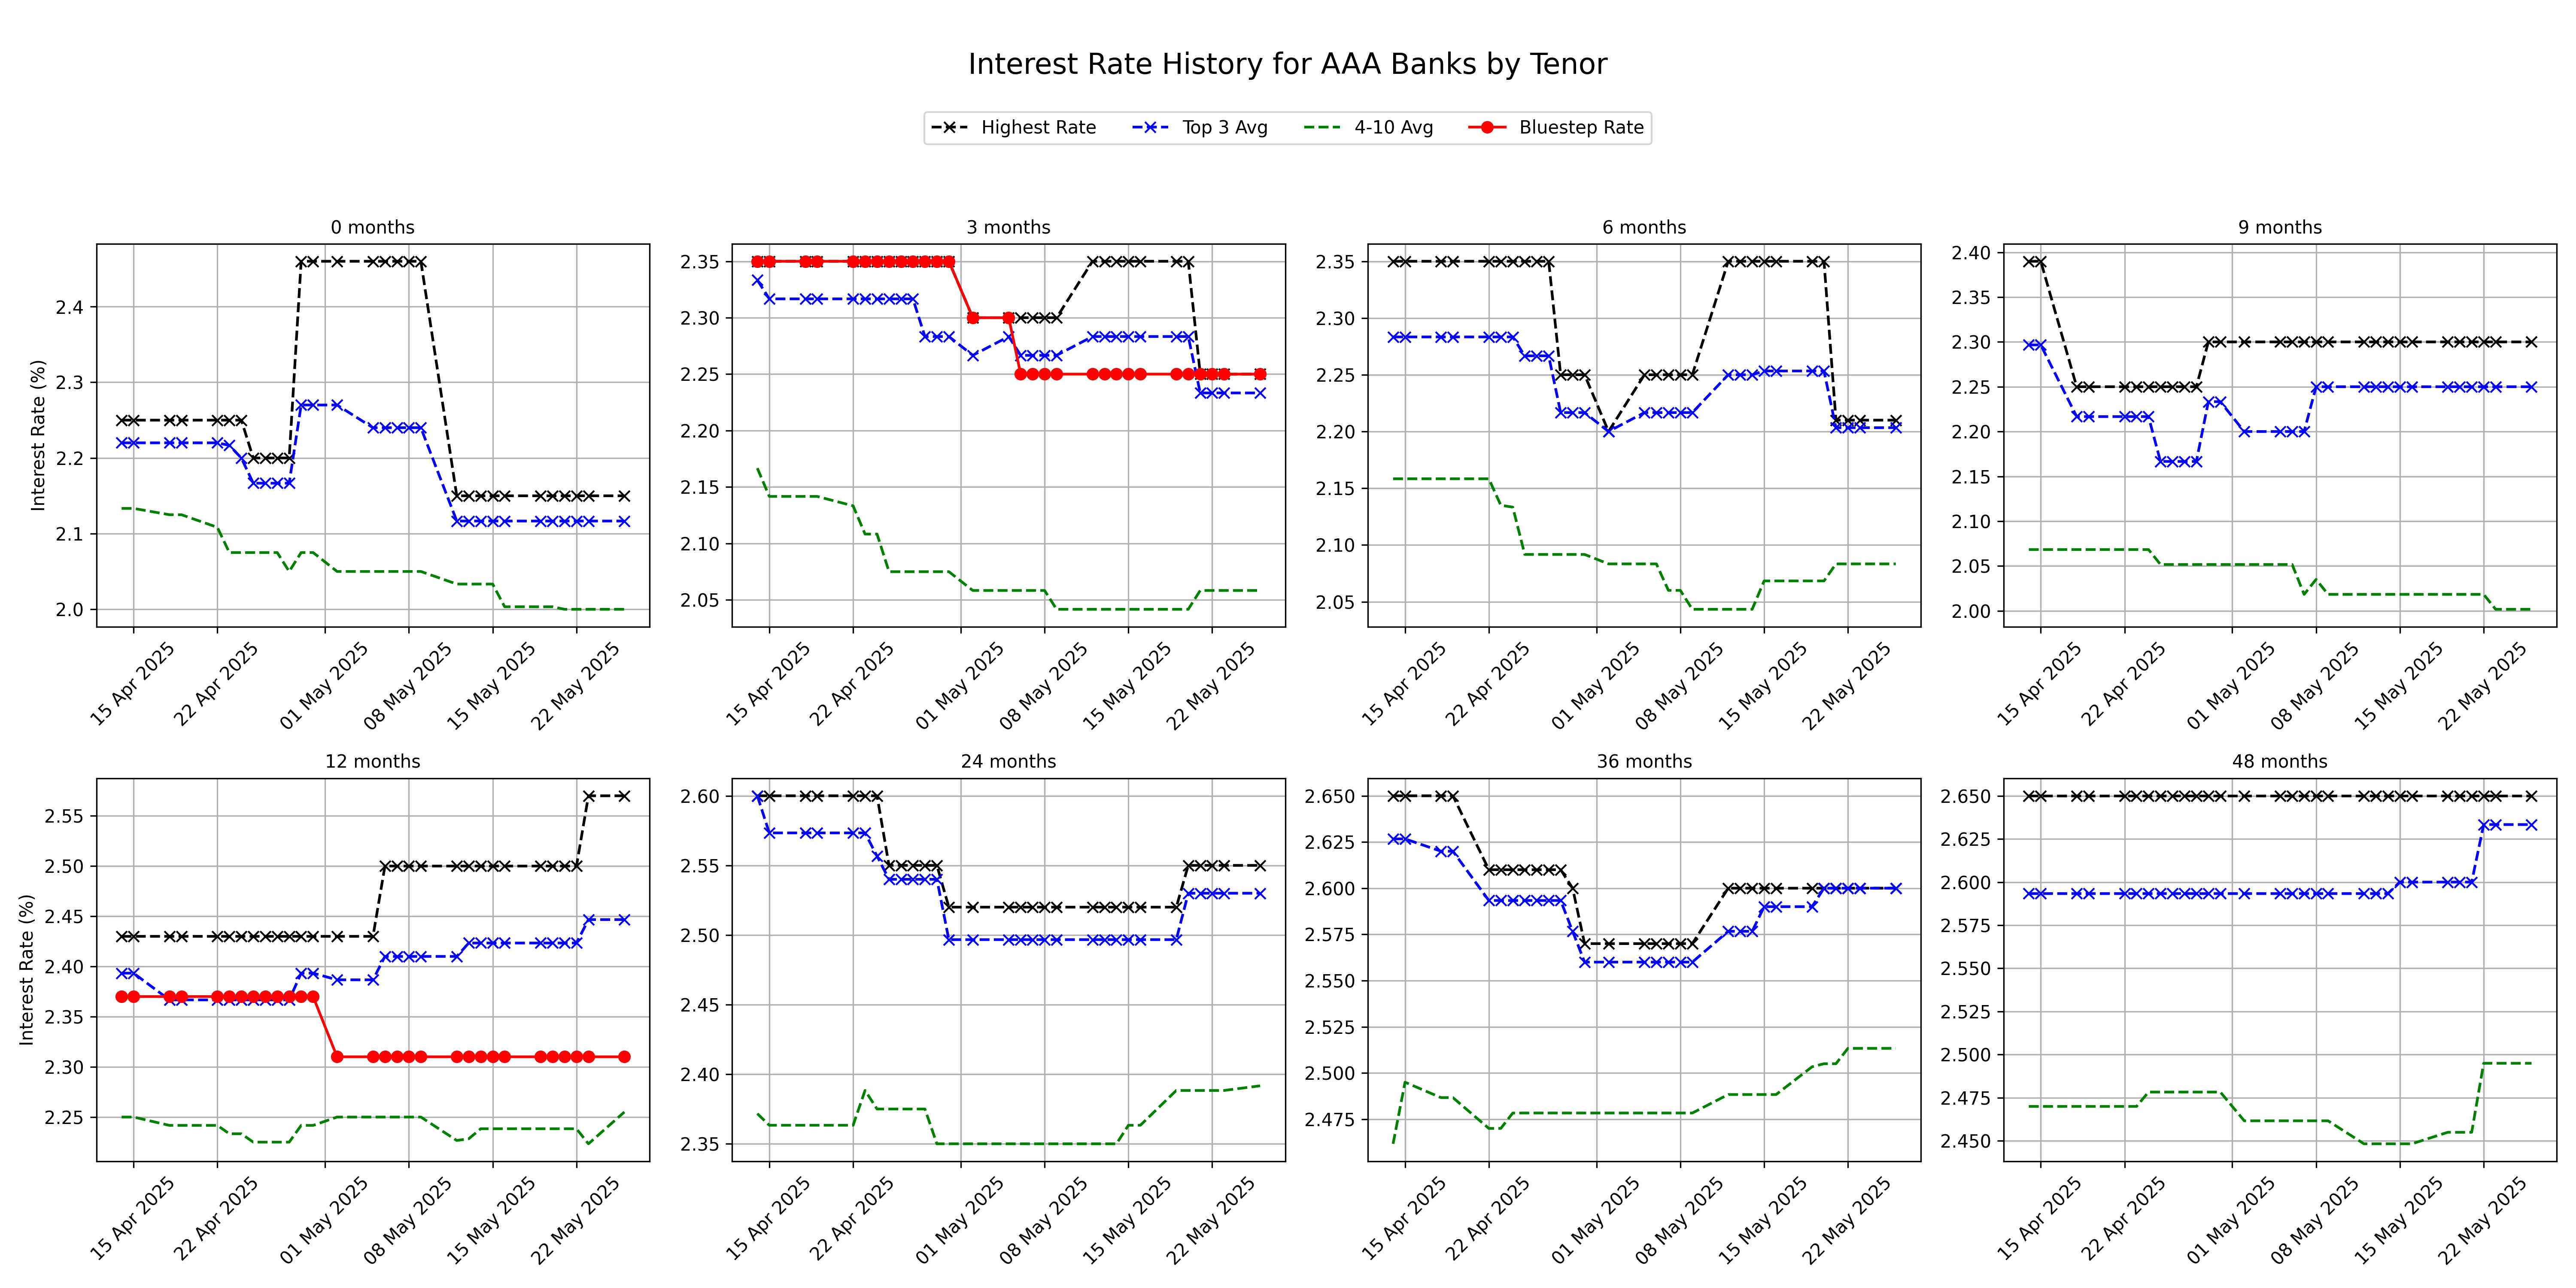 Interest Rate History for AAA Banks by Tenor
Highest Rate Top 3 Avg 4-10 Avg Bluestep Rate
0 months
Interest Rate (%)
2.4
2.3
2.2
2.1
2.0
15 Apr 2025 22 Apr 2025 01 May 2025 08 May 2025 15 May 2025 22 May 2025
3 months
2.35
2.30
2.25
2.20
2.15
2.10
2.05
15 Apr 2025 22 Apr 2025 01 May 2025 08 May 2025 15 May 2025 22 May 2025
6 months
2.35
2.30
2.25
2.20
2.15
2.10
2.05
15 Apr 2025 22 Apr 2025 01 May 2025 08 May 2025 15 May 2025 22 May 2025
9 months
2.40
2.35
2.30
2.25
2.20
2.15
2.10
2.05
2.00
15 Apr 2025 22 Apr 2025 01 May 2025 08 May 2025 15 May 2025 22 May 2025
12 months
Interest Rate (%)
2.55
2.50
2.45
2.40
2.35
2.30
2.25
15 Apr 2025 22 Apr 2025 01 May 2025 08 May 2025 15 May 2025 22 May 2025
24 months
2.60
2.55
2.50
2.45
2.40
2.35
15 Apr 2025 22 Apr 2025 01 May 2025 08 May 2025 15 May 2025 22 May 2025
36 months
2.650
2.625
2.600
2.575
2.550
2.525
2.500
2.475
15 Apr 2025 22 Apr 2025 01 May 2025 08 May 2025 15 May 2025 22 May 2025
48 months
2.650
2.625
2.600
2.575
2.550
2.525
2.500
2.475
2.450
15 Apr 2025 22 Apr 2025 01 May 2025 08 May 2025 15 May 2025 22 May 2025